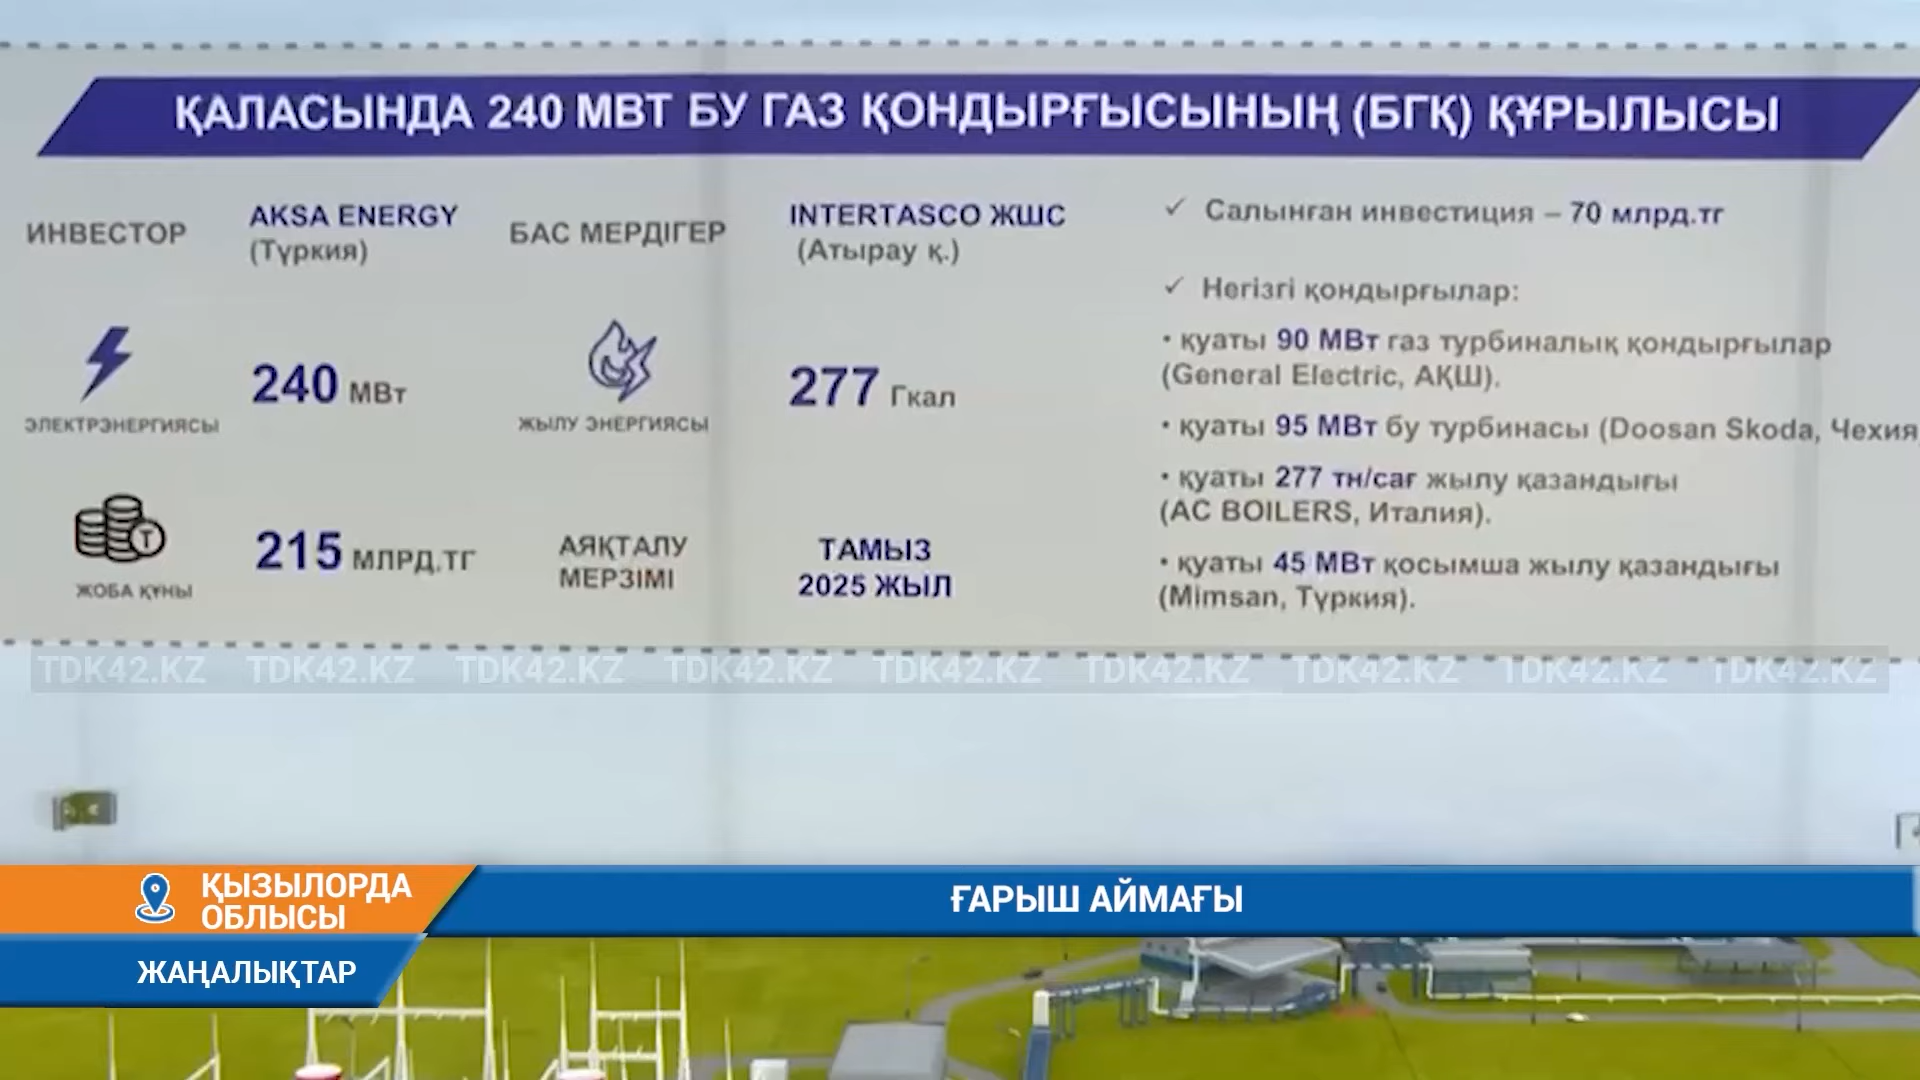 ҚАЛАСЫНДА 240 МВТ БУ ГАЗ ҚОНДЫРҒЫСЫНЫҢ (БГҚ) ҚҰРЫЛЫСЫ
ИНВЕСТОР
AKSA ENERGY
(Түркия)
БАС МЕРДІГЕР
INTERTASCO ЖШС
(Атырау қ.)
ЭЛЕКТРЭНЕРГИЯСЫ
240 МВт
ЖЫЛУ ЭНЕРГИЯСЫ
277 Гкал
Т
ЖОБА ҚҰНЫ
215 МЛРД.ТГ
АЯҚТАЛУ
МЕРЗІМІ
ТАМЫЗ
2025 ЖЫЛ
✓ Салынған инвестиция – 70 млрд.тг
✓ Негізгі қондырғылар:
• қуаты 90 МВт газ турбиналық қондырғылар
(General Electric, АҚШ).
• қуаты 95 МВт бу турбинасы (Doosan Skoda, Чехия
• қуаты 277 тн/сағ жылу қазандығы
(AC BOILERS, Италия).
• қуаты 45 МВт қосымша жылу қазандығы
(Mimsan, Түркия).
TDK42.KZ TDK42.KZ TDK42.KZ TDK42.KZ TDK42.KZ TDK42.KZ TDK42.KZ TDK42.KZ TDK42.KZ
ҚЫЗЫЛОРДА
ОБЛЫСЫ
ҒАРЫШ АЙМАҒЫ
ЖАҢАЛЫҚТАР